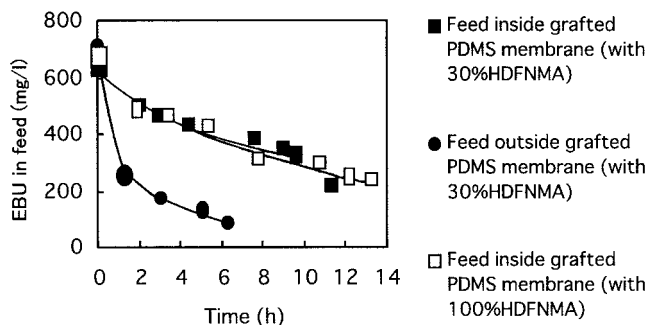 800
600
400
200
0
EBU in feed (mg/l)
0 2 4 6 8 10 12 14
Time (h)
Feed inside grafted
PDMS membrane (with
30%HDFNMA)
Feed outside grafted
PDMS membrane (with
30%HDFNMA)
Feed inside grafted
PDMS membrane (with
100%HDFNMA)